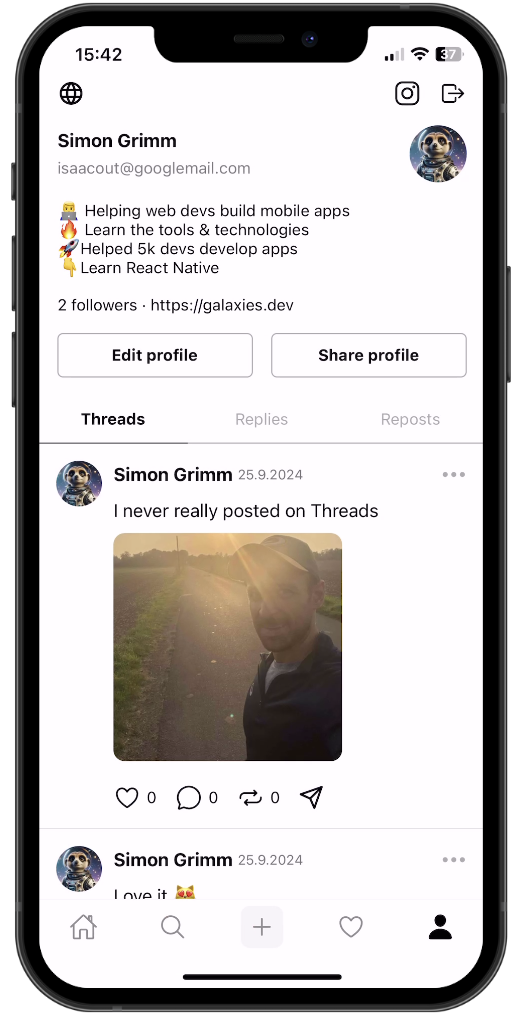 15:42
37
Simon Grimm
isaacout@googlemail.com
👨‍💻 Helping web devs build mobile apps
🔥 Learn the tools & technologies
🚀Helped 5k devs develop apps
👇Learn React Native
2 followers · https://galaxies.dev
Edit profile Share profile
Threads Replies Reposts
Simon Grimm 25.9.2024
I never really posted on Threads
0 0 0
Simon Grimm 25.9.2024
Love it 😻